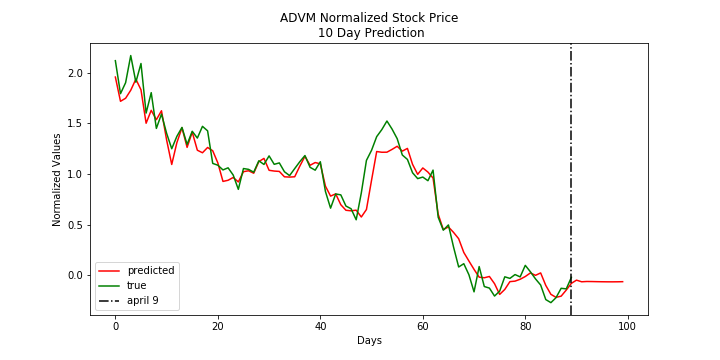 ADVM Normalized Stock Price
10 Day Prediction
Normalized Values
2.0
1.5
1.0
0.5
0.0
predicted
true
april 9
0
20
40
60
80
100
Days